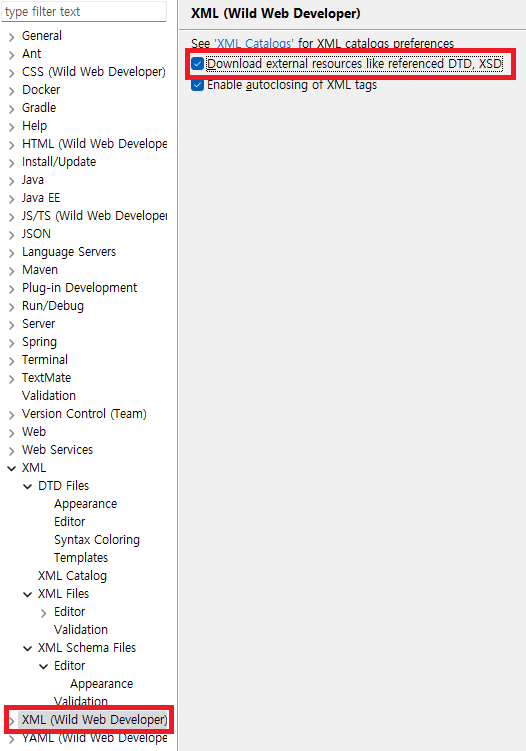 type filter text
General
Ant
CSS (Wild Web Developer)
Docker
Gradle
Help
HTML (Wild Web Develope
Install/Update
Java
Java EE
JS/TS (Wild Web Developer
JSON
Language Servers
Maven
Plug-in Development
Run/Debug
Server
Spring
Terminal
TextMate
Validation
Version Control (Team)
Web
Web Services
XML
DTD Files
Appearance
Editor
Syntax Coloring
Templates
XML Catalog
XML Files
Editor
Validation
XML Schema Files
Editor
Appearance
Validation
XML (Wild Web Developer)
YAML (Wild Web Develope
XML (Wild Web Developer)
See 'XML Catalogs' for XML catalogs preferences
Download external resources like referenced DTD, XSD
Enable autoclosing of XML tags